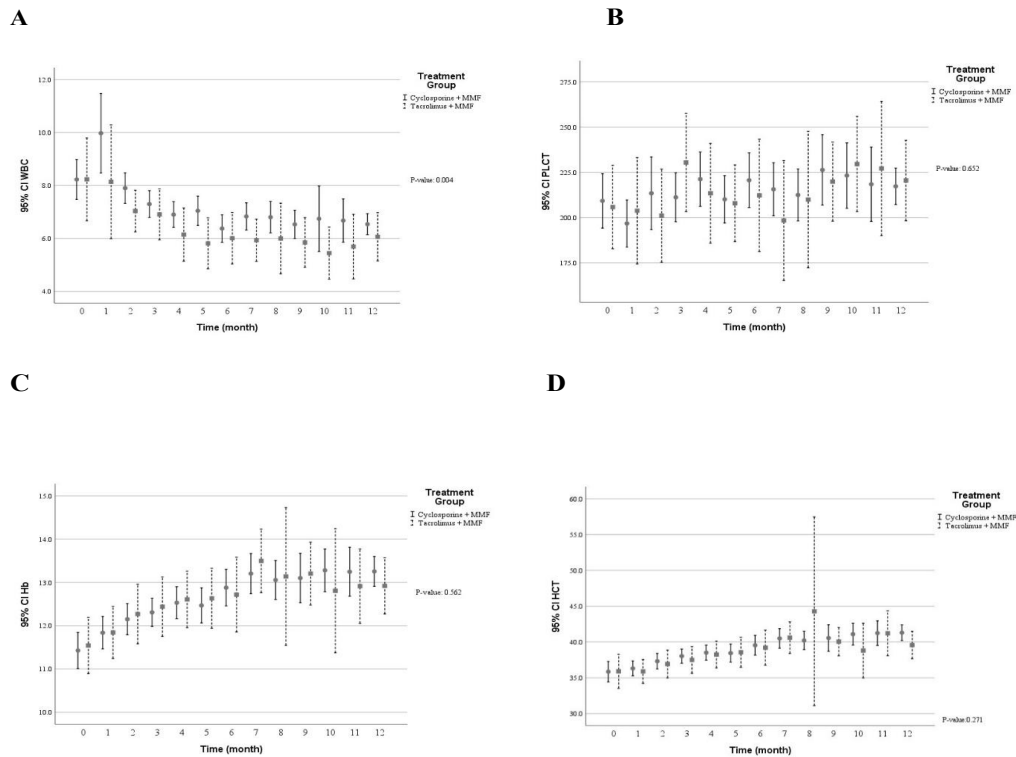 A
12.0
10.0
8.0
6.0
4.0
95% CI WBC
0 1 2 3 4 5 6 7 8 9 10 11 12
Time (month)
Treatment
Group
Cyclosporine + MMF
Tacrolimus + MMF
P-value: 0.004
B
275.0
250.0
225.0
200.0
175.0
95% CI PLCT
0 1 2 3 4 5 6 7 8 9 10 11 12
Time (month)
Treatment
Group
Cyclosporine + MMF
Tacrolimus + MMF
P-value: 0.652
C
15.0
14.0
13.0
12.0
11.0
10.0
95% CI Hb
0 1 2 3 4 5 6 7 8 9 10 11 12
Time (month)
Treatment
Group
Cyclosporine + MMF
Tacrolimus + MMF
P-value: 0.562
D
60.0
55.0
50.0
45.0
40.0
35.0
30.0
95% CI HCT
0 1 2 3 4 5 6 7 8 9 10 11 12
Time (month)
Treatment
Group
Cyclosporine + MMF
Tacrolimus + MMF
P-value:0.271